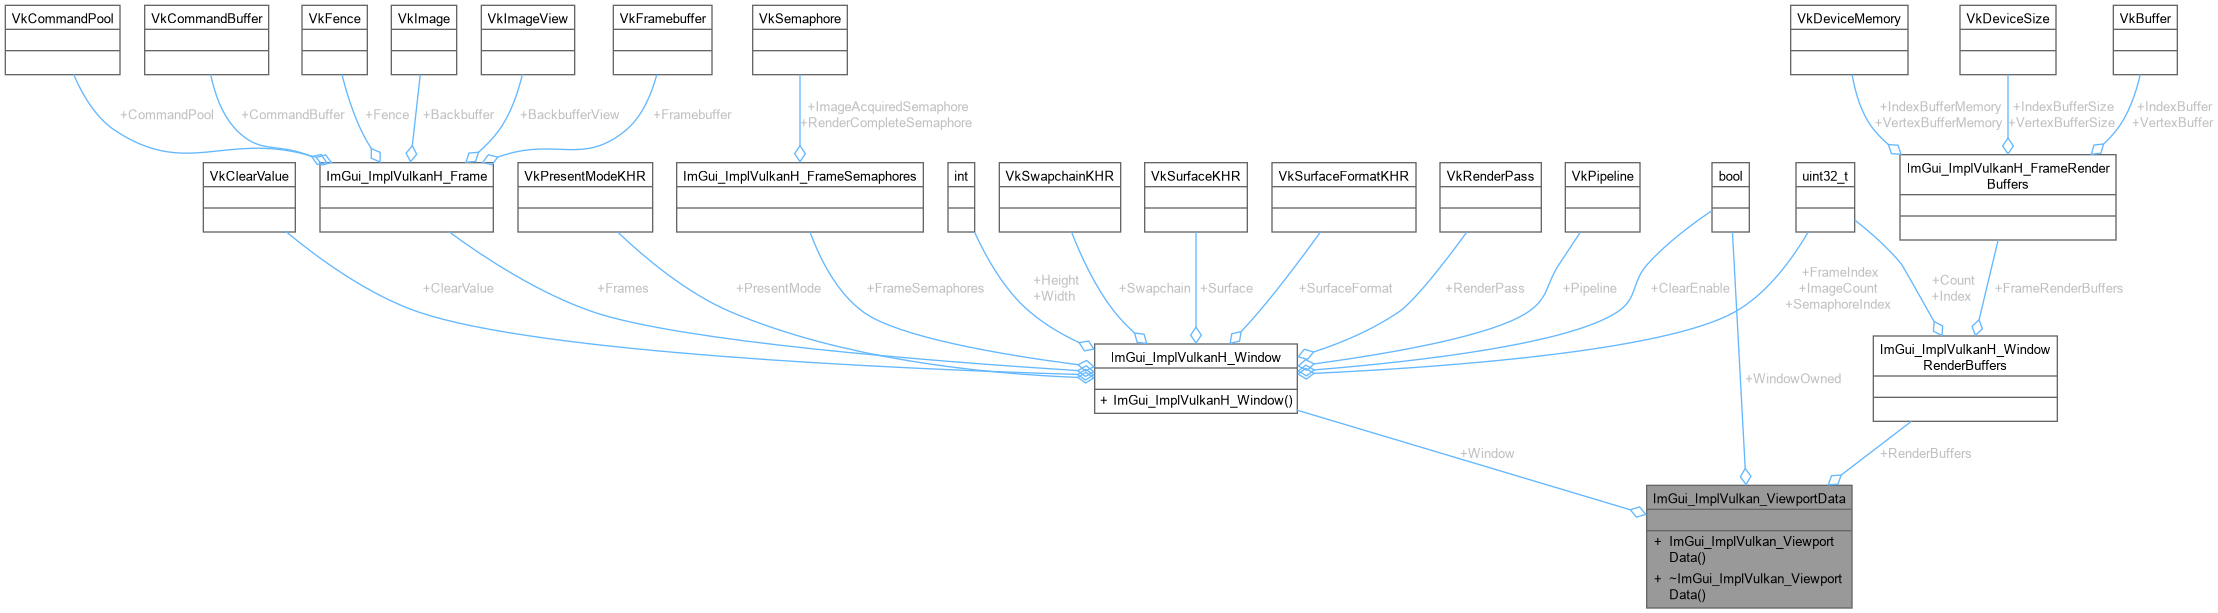 VkCommandPool
VkCommandBuffer
VkFence
VkImage
VkImageView
VkFramebuffer
VkSemaphore
VkDeviceMemory
VkDeviceSize
VkBuffer
+CommandPool
+CommandBuffer
+Fence
+Backbuffer
+BackbufferView
+Framebuffer
+ImageAcquiredSemaphore
+RenderCompleteSemaphore
+IndexBufferMemory
+VertexBufferMemory
+IndexBufferSize
+VertexBufferSize
+IndexBuffer
+VertexBuffer
VkClearValue
ImGui_ImplVulkanH_Frame
VkPresentModeKHR
ImGui_ImplVulkanH_FrameSemaphores
int
VkSwapchainKHR
VkSurfaceKHR
VkSurfaceFormatKHR
VkRenderPass
VkPipeline
bool
uint32_t
ImGui_ImplVulkanH_FrameRender
Buffers
+ClearValue
+Frames
+PresentMode
+FrameSemaphores
+Height
+Width
+Swapchain
+Surface
+SurfaceFormat
+RenderPass
+Pipeline
+ClearEnable
+FrameIndex
+ImageCount
+SemaphoreIndex
+Count
+Index
+FrameRenderBuffers
ImGui_ImplVulkanH_Window
+ ImGui_ImplVulkanH_Window()
+WindowOwned
ImGui_ImplVulkanH_Window
RenderBuffers
+Window
+RenderBuffers
ImGui_ImplVulkan_ViewportData
+ ImGui_ImplVulkan_Viewport
Data()
+ ~ImGui_ImplVulkan_Viewport
Data()